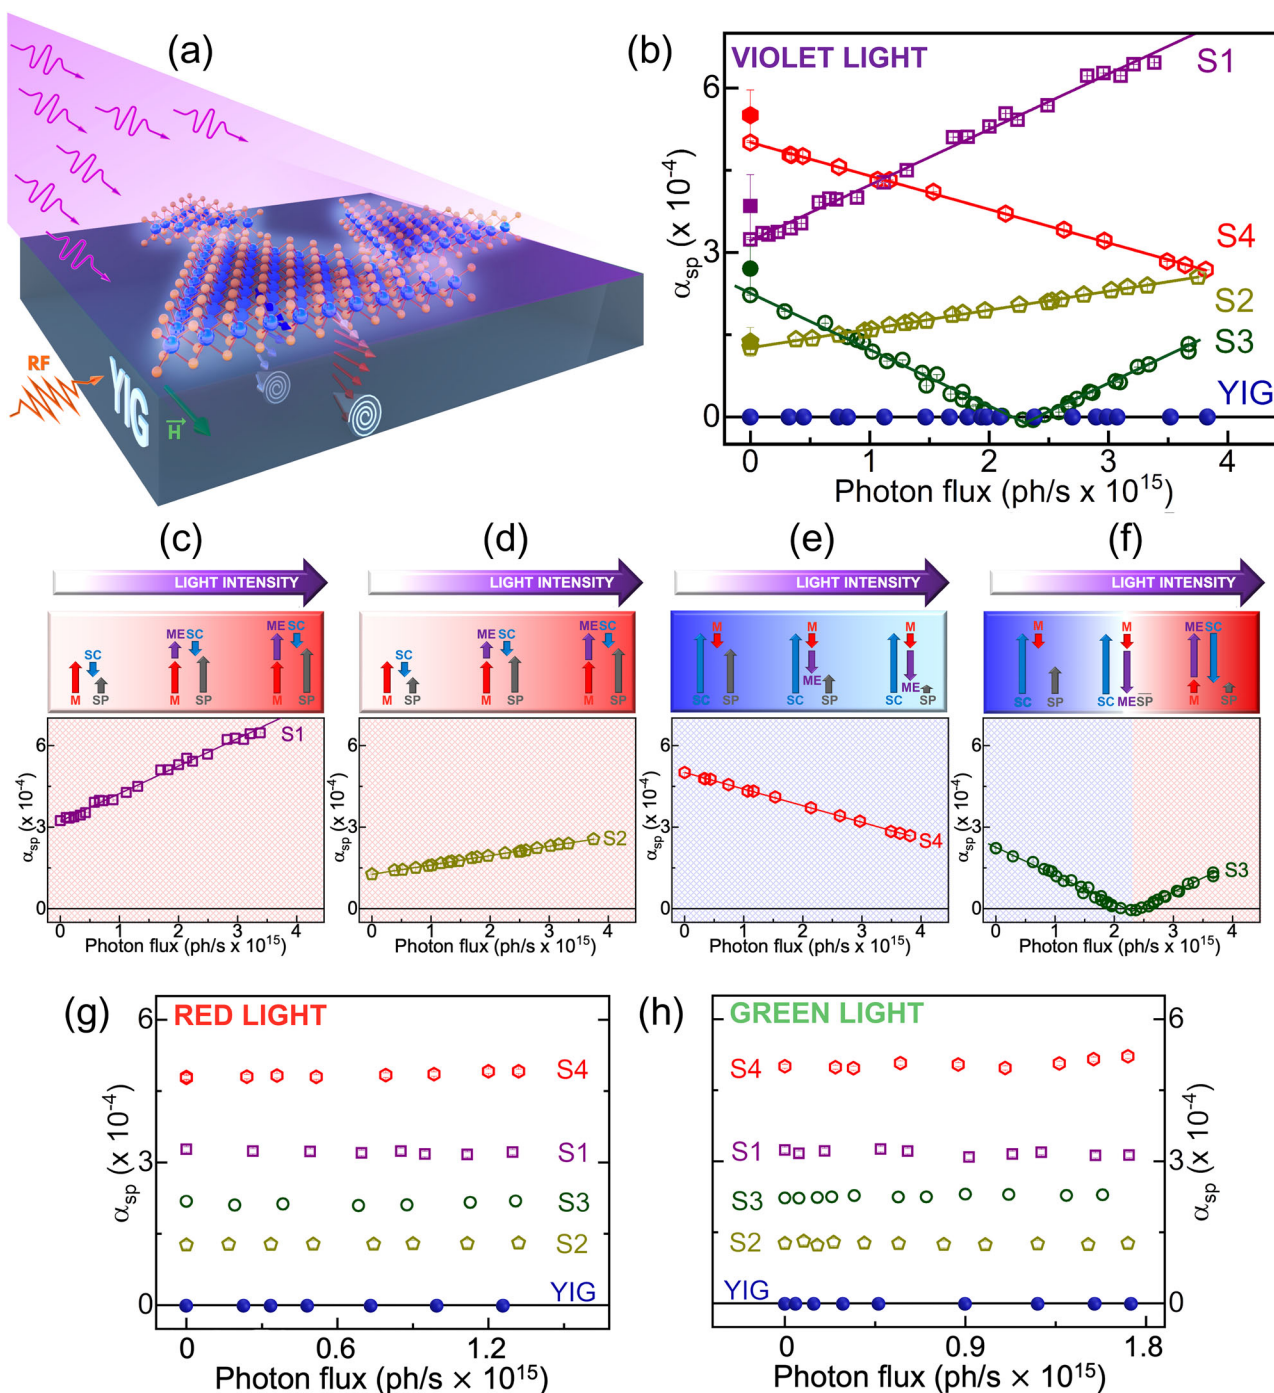 (a)
RF
YIG
H
(b)
VIOLET LIGHT
S1
S4
S2
S3
YIG
6
3
0
αsp (x 10⁻⁴)
0 1 2 3 4
Photon flux (ph/s x 10¹⁵)
(c)
LIGHT INTENSITY
SC
M SP
ME SC
M SP
ME SC
M SP
S1
6
3
0
αsp (x 10⁻⁴)
0 1 2 3 4
Photon flux (ph/s x 10¹⁵)
(d)
LIGHT INTENSITY
SC
M SP
ME SC
M SP
ME SC
M SP
S2
6
3
0
αsp (x 10⁻⁴)
0 1 2 3 4
Photon flux (ph/s x 10¹⁵)
(e)
LIGHT INTENSITY
M
SC SP
M
ME
SC SP
M
ME
SC SP
S4
6
3
0
αsp (x 10⁻⁴)
0 1 2 3 4
Photon flux (ph/s x 10¹⁵)
(f)
LIGHT INTENSITY
M
SC SP
M
SC ME SP
ME SC
M SP
S3
6
3
0
αsp (x 10⁻⁴)
0 1 2 3 4
Photon flux (ph/s x 10¹⁵)
(g)
RED LIGHT
S4
S1
S3
S2
YIG
6
3
0
αsp (x 10⁻⁴)
0 0.6 1.2
Photon flux (ph/s × 10¹⁵)
(h)
GREEN LIGHT
S4
S1
S3
S2
YIG
6
3
0
αsp (x 10⁻⁴)
0 0.9 1.8
Photon flux (ph/s × 10¹⁵)